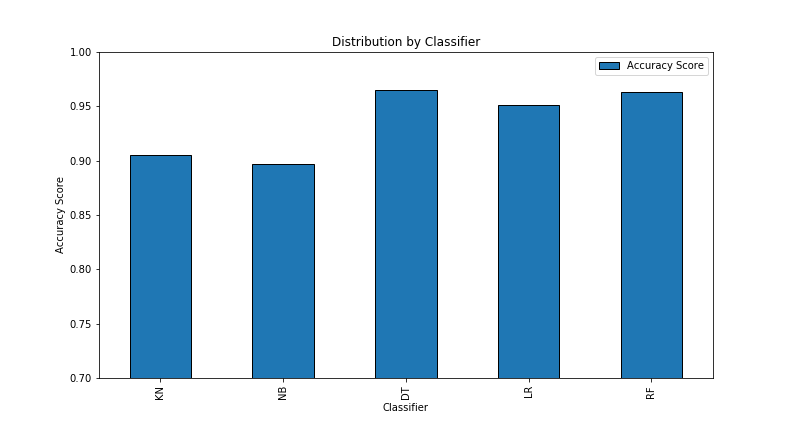 Distribution by Classifier
Accuracy Score
1.00
0.95
0.90
0.85
0.80
0.75
0.70
Accuracy Score
KN
NB
DT
LR
RF
Classifier